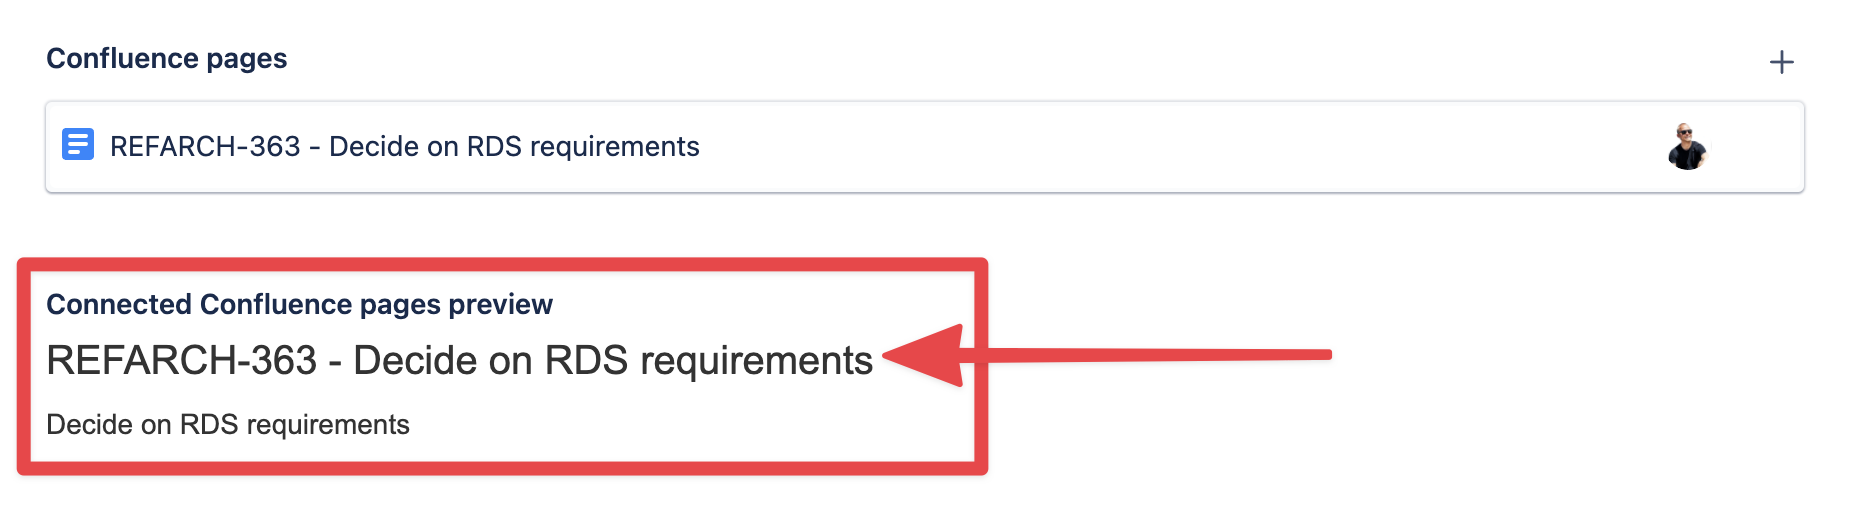 Confluence pages
REFARCH-363 - Decide on RDS requirements
Connected Confluence pages preview
REFARCH-363 - Decide on RDS requirements
Decide on RDS requirements